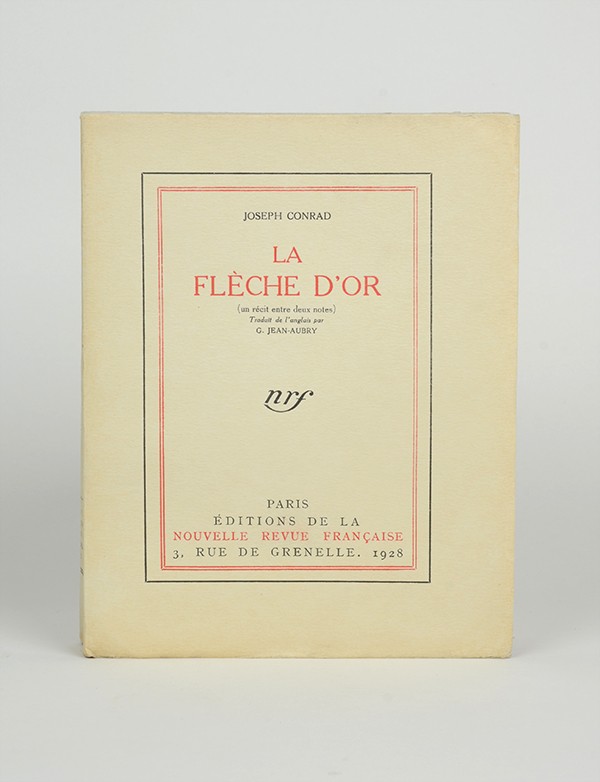 JOSEPH CONRAD
LA
FLÈCHE D'OR
(un récit entre deux notes)
Traduit de l'anglais par
G. JEAN-AUBRY
nrf
PARIS
ÉDITIONS DE LA
NOUVELLE REVUE FRANÇAISE
3, RUE DE GRENELLE. 1928